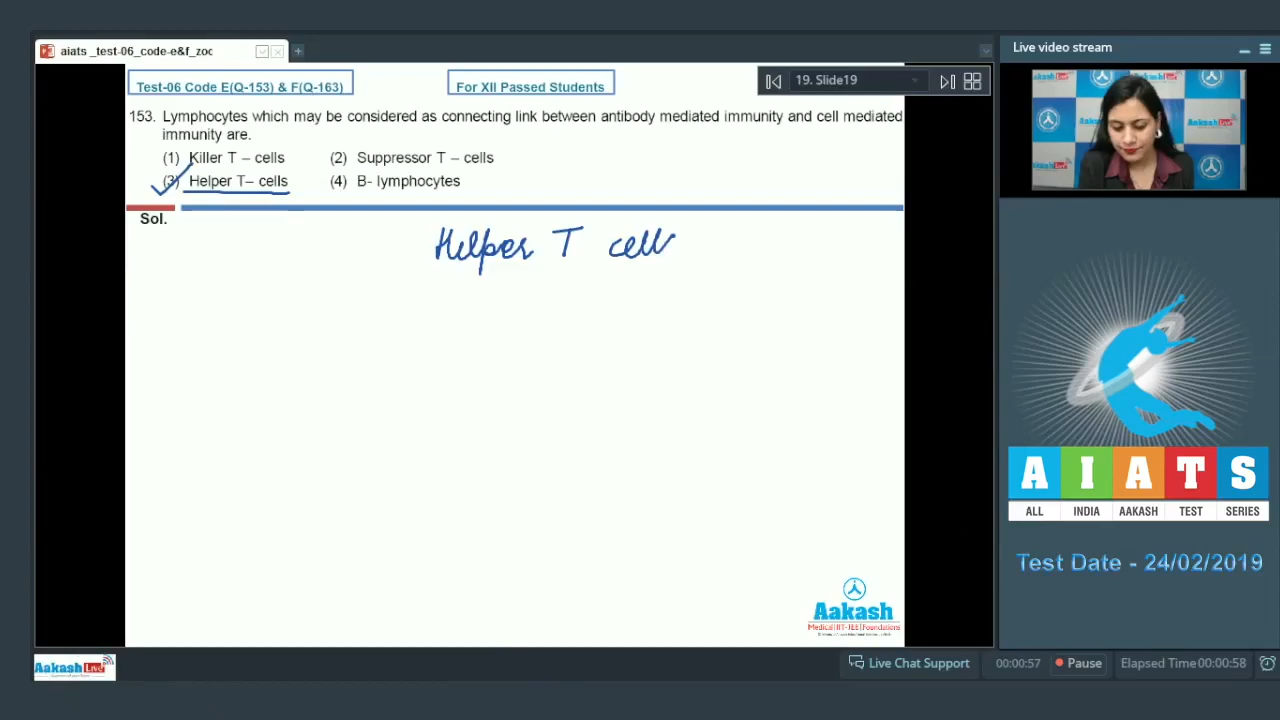 aiats _test-06_code-e&f_zoc
Live video stream
Test-06 Code E(Q-153) & F(Q-163)
For XII Passed Students
19. Slide19
153. Lymphocytes which may be considered as connecting link between antibody mediated immunity and cell mediated
immunity are.
(1) Killer T – cells (2) Suppressor T – cells
(3) Helper T– cells (4) B- lymphocytes
Sol.
Helper T cell
AIATS
ALL INDIA AAKASH TEST SERIES
Test Date - 24/02/2019
Aakash
Medical|IIT-JEE|Foundations
Aakash Live
Live Chat Support
00:00:57
Pause
Elapsed Time 00:00:58